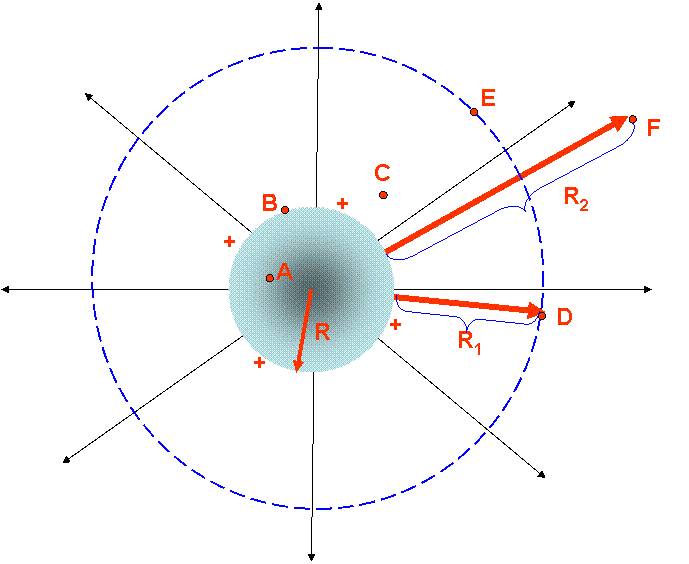 E
F
C
R₂
B
+
+
A
R
D
+
R₁
+